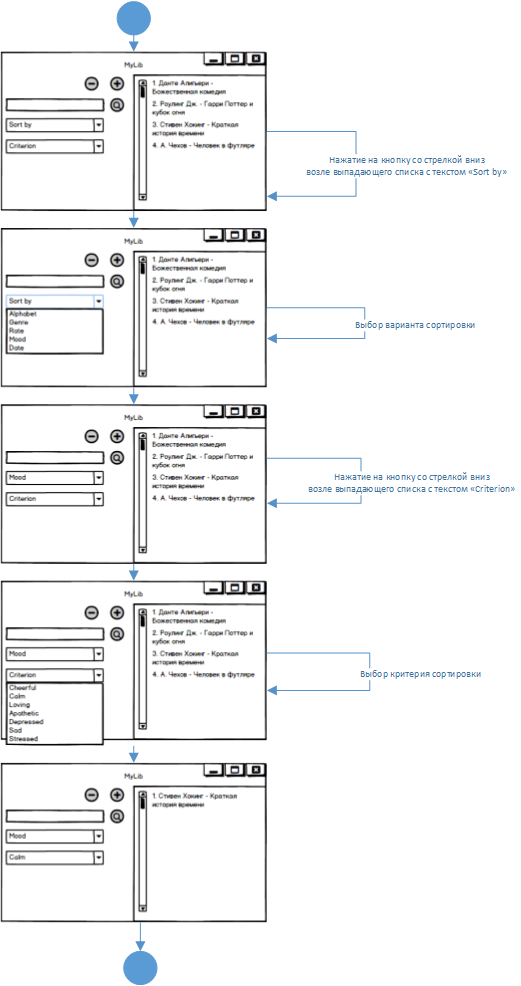 MyLib
1. Данте Алигьери -
Божественная комедия
2. Роулинг Дж. - Гарри Поттер и
кубок огня
3. Стивен Хокинг - Краткая
история времени
4. А. Чехов - Человек в футляре
Sort by
Criterion
Нажатие на кнопку со стрелкой вниз
возле выпадающего списка с текстом «Sort by»
MyLib
1. Данте Алигьери -
Божественная комедия
2. Роулинг Дж. - Гарри Поттер и
кубок огня
3. Стивен Хокинг - Краткая
история времени
4. А. Чехов - Человек в футляре
Sort by
Alphabet
Genre
Rate
Mood
Date
Выбор варианта сортировки
MyLib
1. Данте Алигьери -
Божественная комедия
2. Роулинг Дж. - Гарри Поттер и
кубок огня
3. Стивен Хокинг - Краткая
история времени
4. А. Чехов - Человек в футляре
Mood
Criterion
Нажатие на кнопку со стрелкой вниз
возле выпадающего списка с текстом «Criterion»
MyLib
1. Данте Алигьери -
Божественная комедия
2. Роулинг Дж. - Гарри Поттер и
кубок огня
3. Стивен Хокинг - Краткая
история времени
4. А. Чехов - Человек в футляре
Mood
Criterion
Cheerful
Calm
Loving
Apathetic
Depressed
Sad
Stressed
Выбор критерия сортировки
MyLib
1. Стивен Хокинг - Краткая
история времени
Mood
Calm